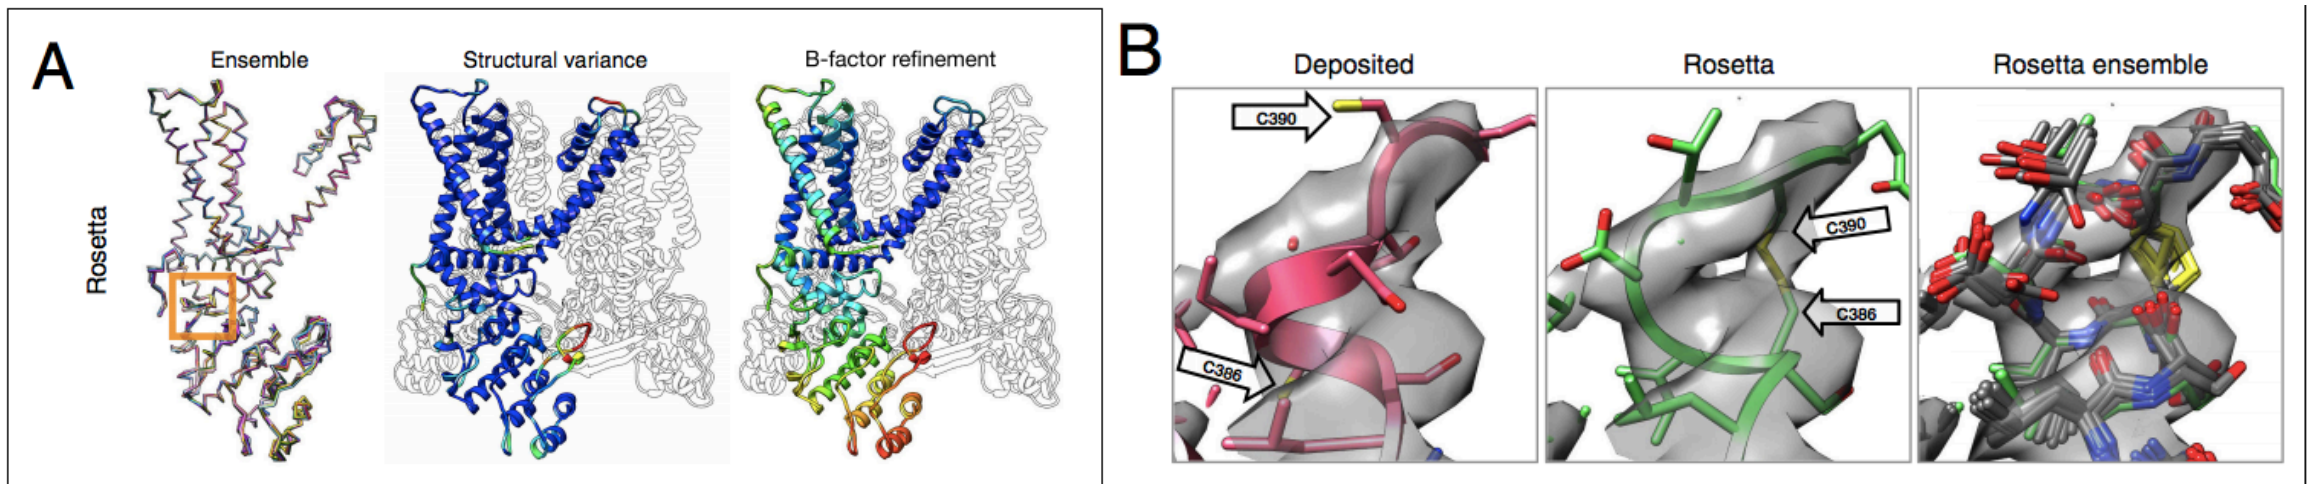 A
Ensemble
Structural variance
B-factor refinement
Rosetta
B
Deposited
Rosetta
Rosetta ensemble
C390
C386
C390
C386